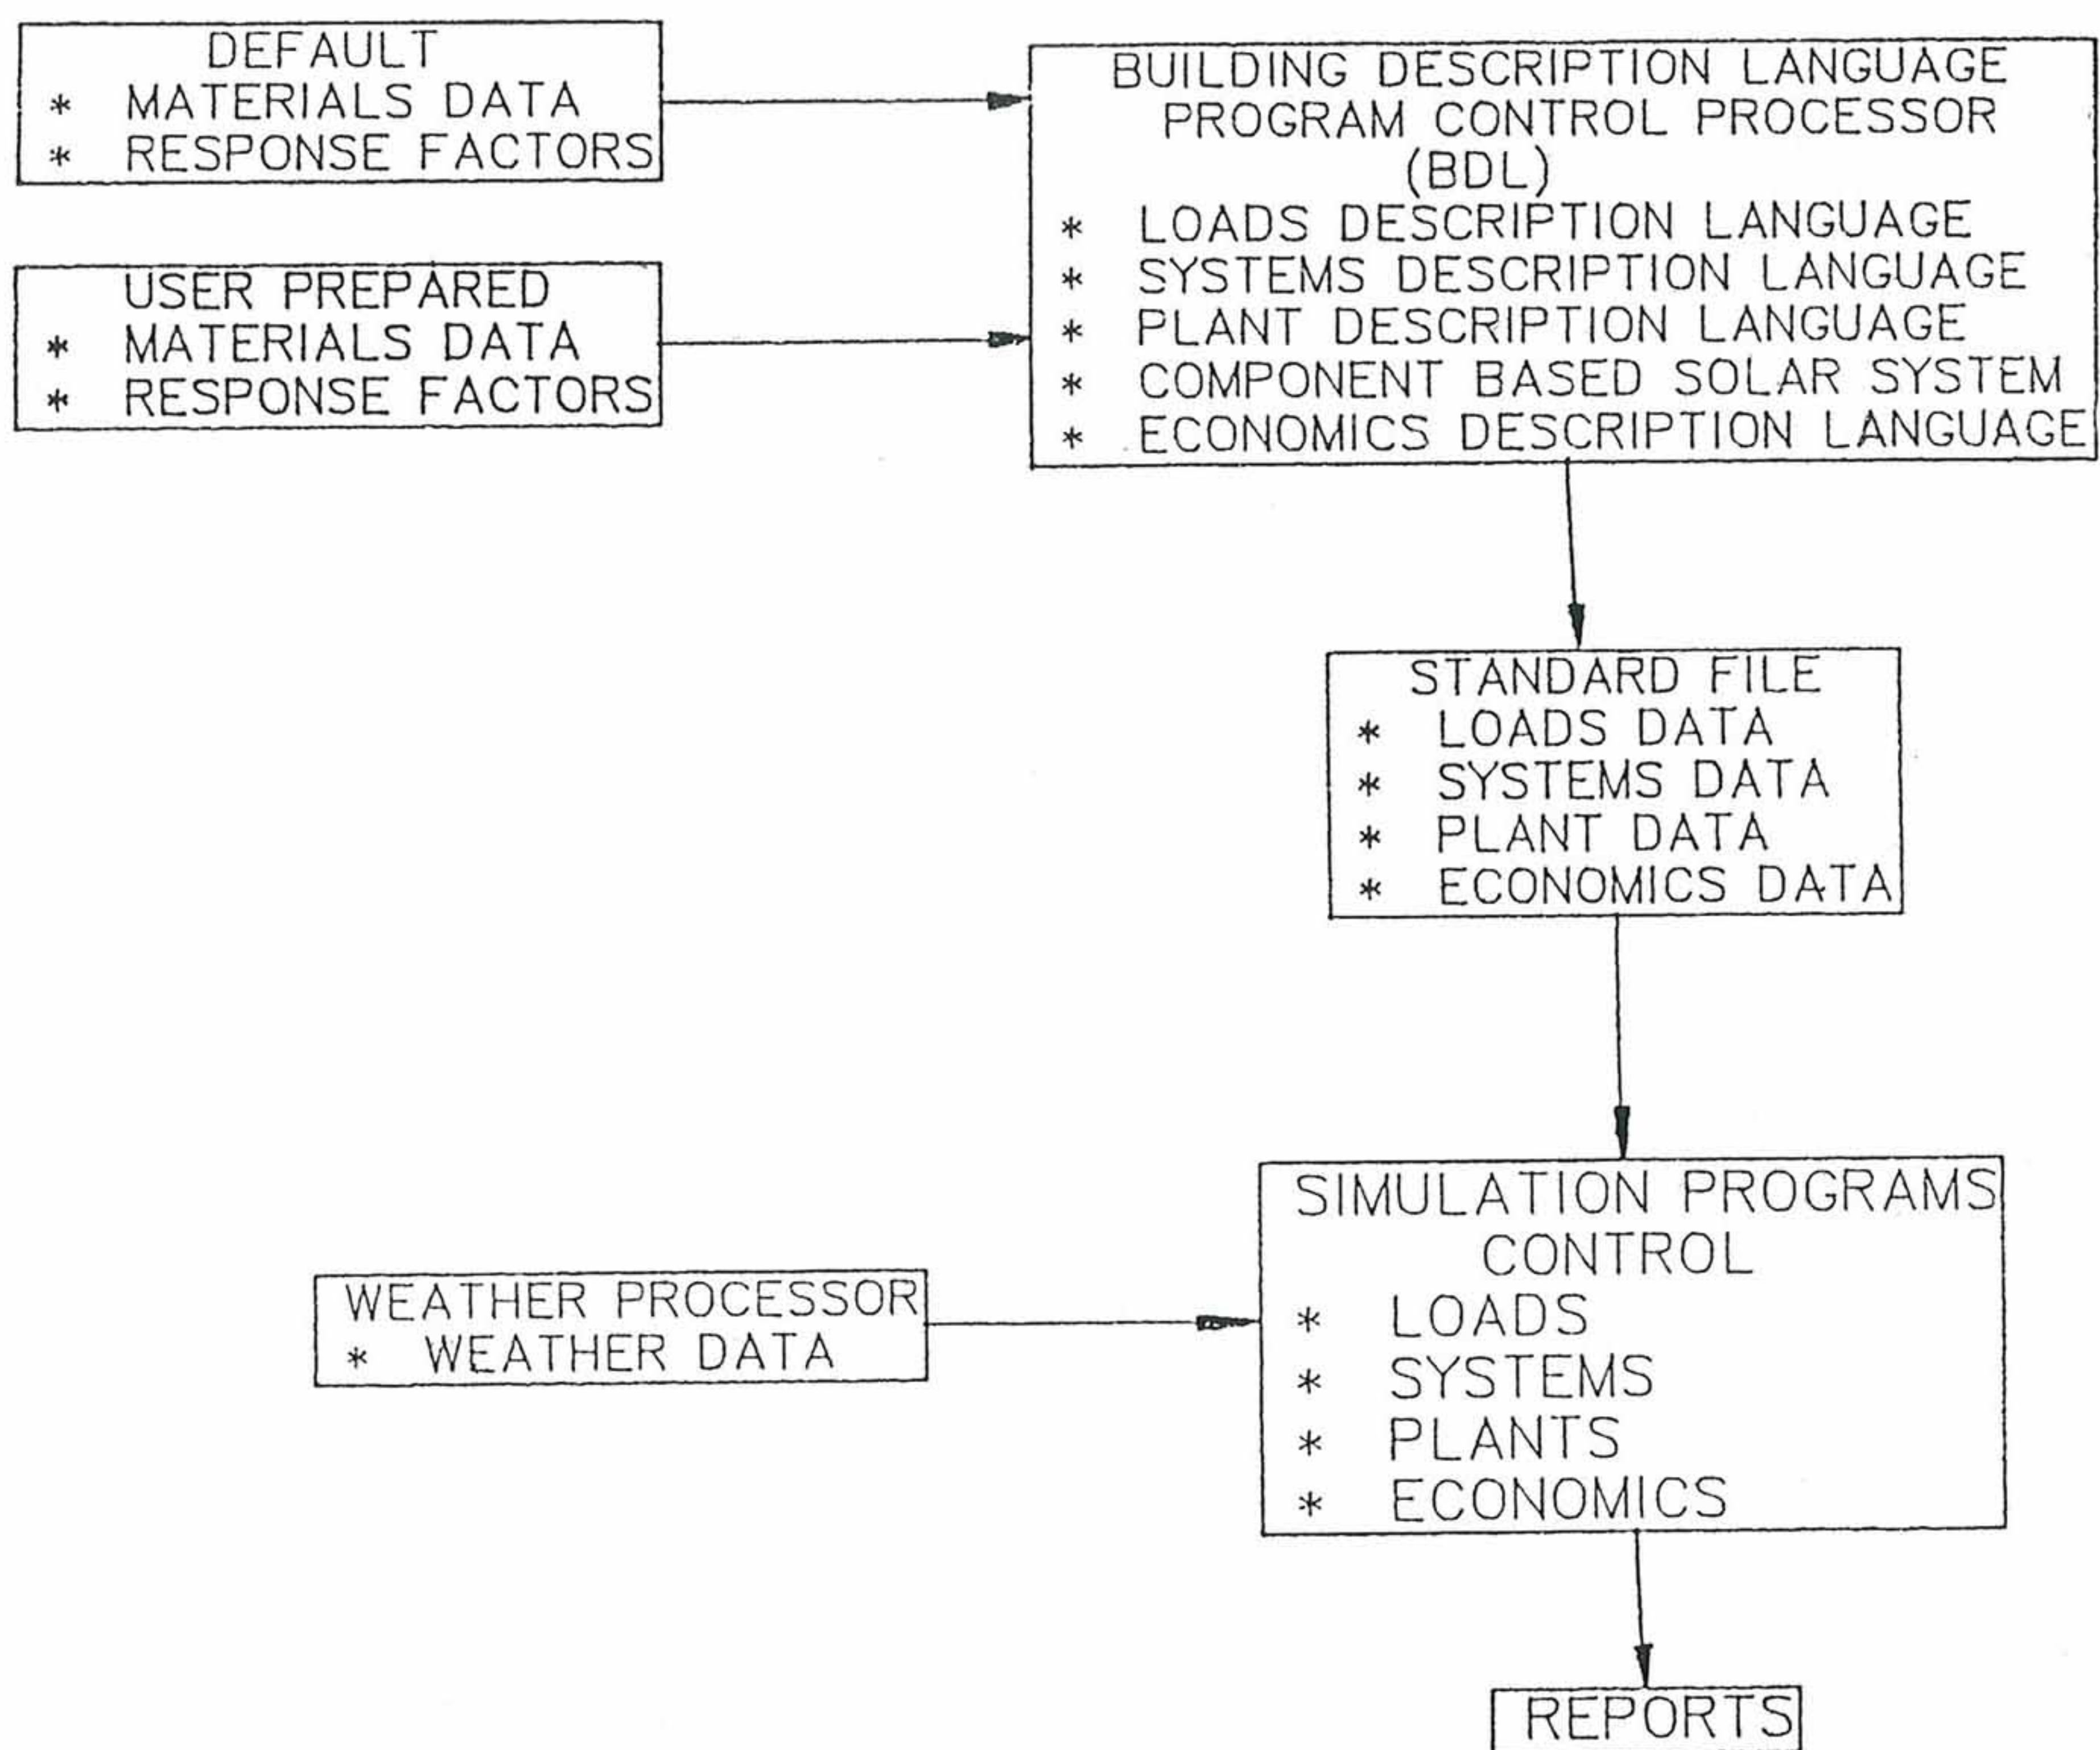 DEFAULT
* MATERIALS DATA
* RESPONSE FACTORS
USER PREPARED
* MATERIALS DATA
* RESPONSE FACTORS
BUILDING DESCRIPTION LANGUAGE
PROGRAM CONTROL PROCESSOR
(BDL)
* LOADS DESCRIPTION LANGUAGE
* SYSTEMS DESCRIPTION LANGUAGE
* PLANT DESCRIPTION LANGUAGE
* COMPONENT BASED SOLAR SYSTEM
* ECONOMICS DESCRIPTION LANGUAGE
STANDARD FILE
* LOADS DATA
* SYSTEMS DATA
* PLANT DATA
* ECONOMICS DATA
WEATHER PROCESSOR
* WEATHER DATA
SIMULATION PROGRAMS
CONTROL
* LOADS
* SYSTEMS
* PLANTS
* ECONOMICS
REPORTS